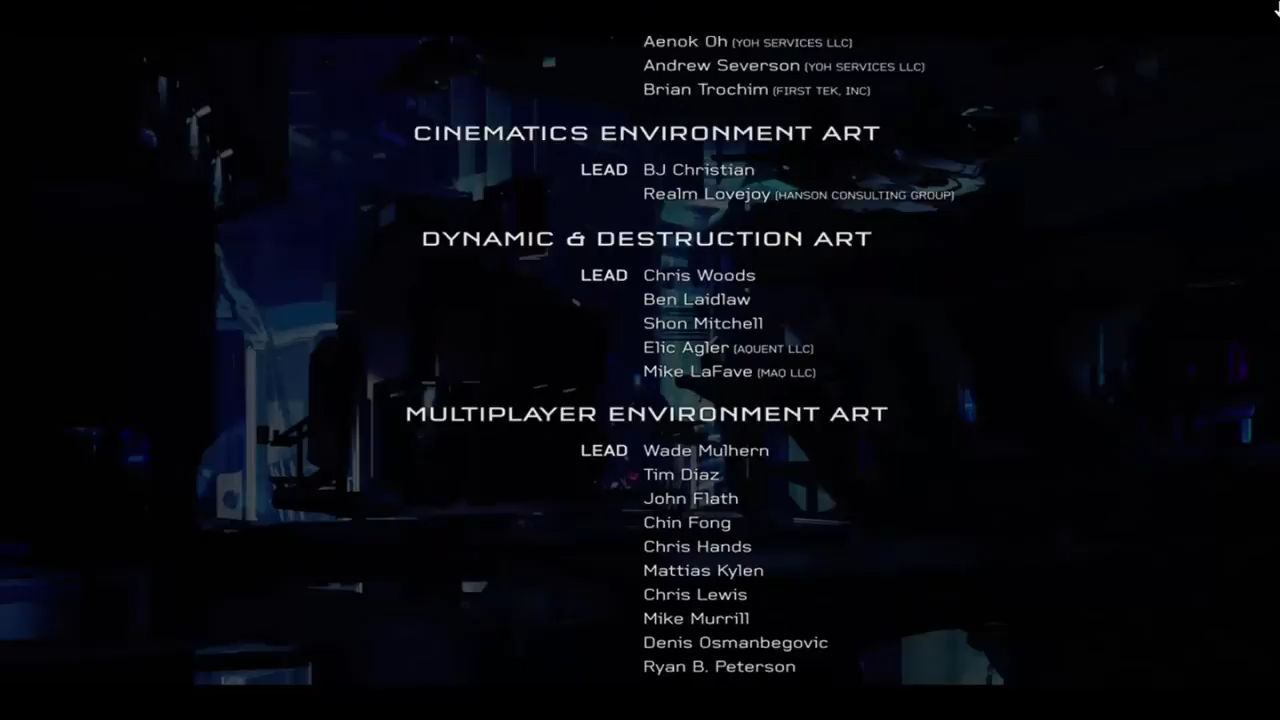 Aenok Oh (YOH SERVICES LLC)
Andrew Severson (YOH SERVICES LLC)
Brian Trochim (FIRST TEK, INC)
CINEMATICS ENVIRONMENT ART
LEAD BJ Christian
Realm Lovejoy (HANSON CONSULTING GROUP)
DYNAMIC & DESTRUCTION ART
LEAD Chris Woods
Ben Laidlaw
Shon Mitchell
Elic Agler (AQUENT LLC)
Mike LaFave (MAQ LLC)
MULTIPLAYER ENVIRONMENT ART
LEAD Wade Mulhern
Tim Diaz
John Flath
Chin Fong
Chris Hands
Mattias Kylen
Chris Lewis
Mike Murrill
Denis Osmanbegovic
Ryan B. Peterson